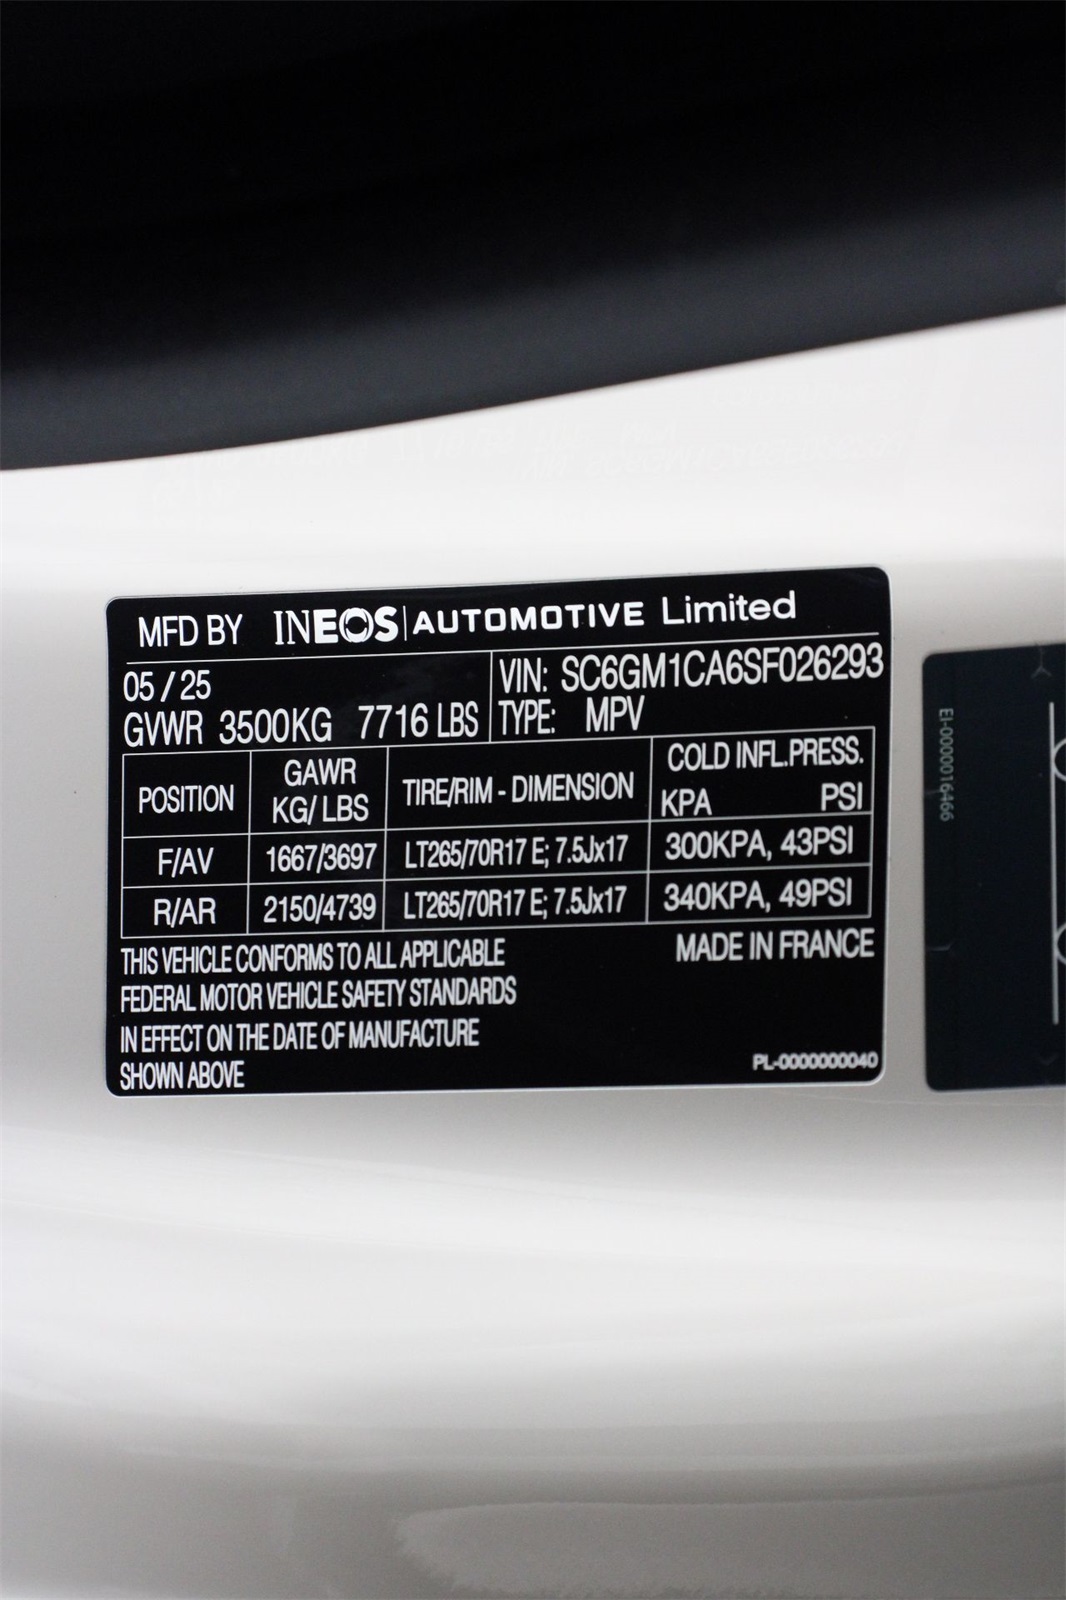 MFD BY INEOS AUTOMOTIVE Limited
05 / 25
GVWR 3500KG 7716 LBS
VIN: SC6GM1CA6SF026293
TYPE: MPV
POSITION GAWR KG/ LBS TIRE/RIM - DIMENSION COLD INFL.PRESS. KPA PSI
F/AV 1667/3697 LT265/70R17 E; 7.5Jx17 300KPA, 43PSI
R/AR 2150/4739 LT265/70R17 E; 7.5Jx17 340KPA, 49PSI
THIS VEHICLE CONFORMS TO ALL APPLICABLE
FEDERAL MOTOR VEHICLE SAFETY STANDARDS
IN EFFECT ON THE DATE OF MANUFACTURE
SHOWN ABOVE
MADE IN FRANCE
PL-0000000040
EI-0000016466